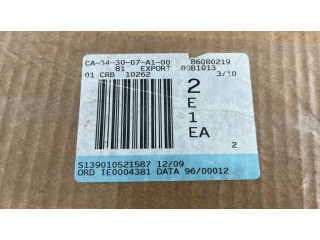 CA-34-30-07-A1-00 B6080219
81 EXPORT 0081013
01 CRB 10262 3/10
2
E
1
EA
2
S139010521587 12/09
ORD IE0004381 DATA 96/00012